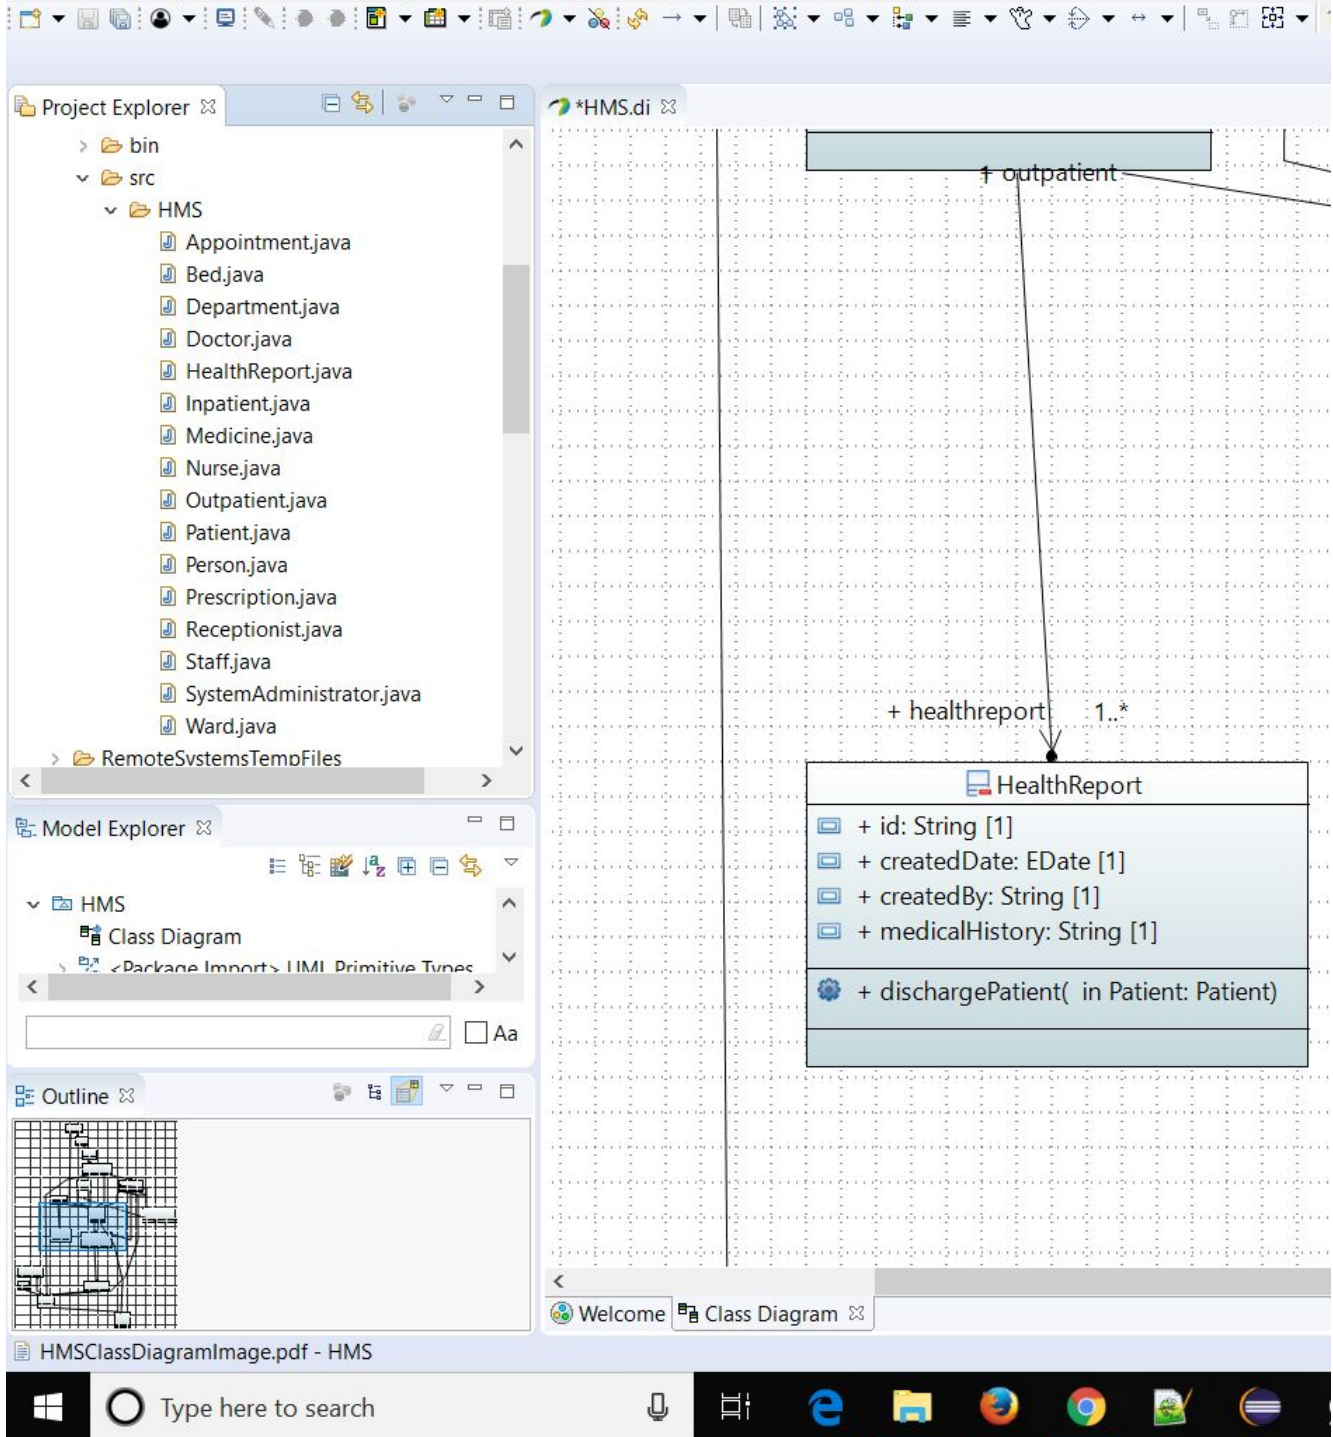 Project Explorer
bin
src
HMS
Appointment.java
Bed.java
Department.java
Doctor.java
HealthReport.java
Inpatient.java
Medicine.java
Nurse.java
Outpatient.java
Patient.java
Person.java
Prescription.java
Receptionist.java
Staff.java
SystemAdministrator.java
Ward.java
RemoteSystemsTempFiles
Model Explorer
HMS
Class Diagram
<Package Import> UML Primitive Types
Aa
Outline
*HMS.di
+ outpatient
+ healthreport 1..*
HealthReport
+ id: String [1]
+ createdDate: EDate [1]
+ createdBy: String [1]
+ medicalHistory: String [1]
+ dischargePatient( in Patient: Patient)
Welcome Class Diagram
HMSClassDiagramImage.pdf - HMS
Type here to search